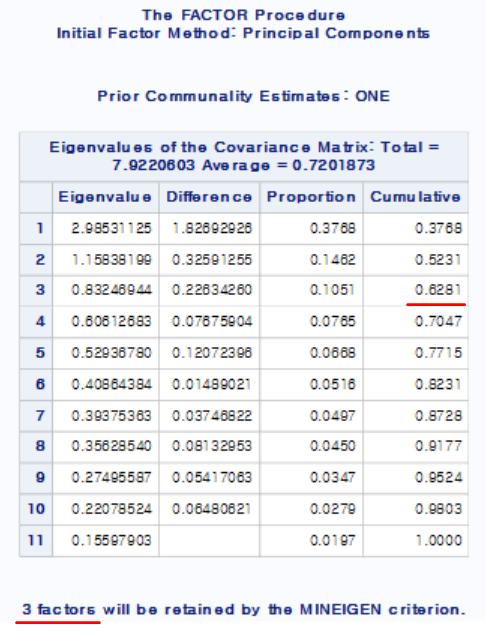 The FACTOR Procedure
Initial Factor Method: Principal Components
Prior Communality Estimates: ONE
Eigenvalues of the Covariance Matrix: Total =
7.9220603 Average = 0.7201873
Eigenvalue Difference Proportion Cumulative
1 2.98531125 1.82692926 0.3768 0.3768
2 1.15838199 0.32591255 0.1462 0.5231
3 0.83246944 0.22634260 0.1051 0.6281
4 0.60612683 0.07675904 0.0765 0.7047
5 0.52936780 0.12072396 0.0668 0.7715
6 0.40864384 0.01489021 0.0516 0.8231
7 0.39375363 0.03746822 0.0497 0.8728
8 0.35628540 0.08132953 0.0450 0.9177
9 0.27495587 0.05417063 0.0347 0.9524
10 0.22078524 0.06480621 0.0279 0.9803
11 0.15597903 0.0197 1.0000
3 factors will be retained by the MINEIGEN criterion.